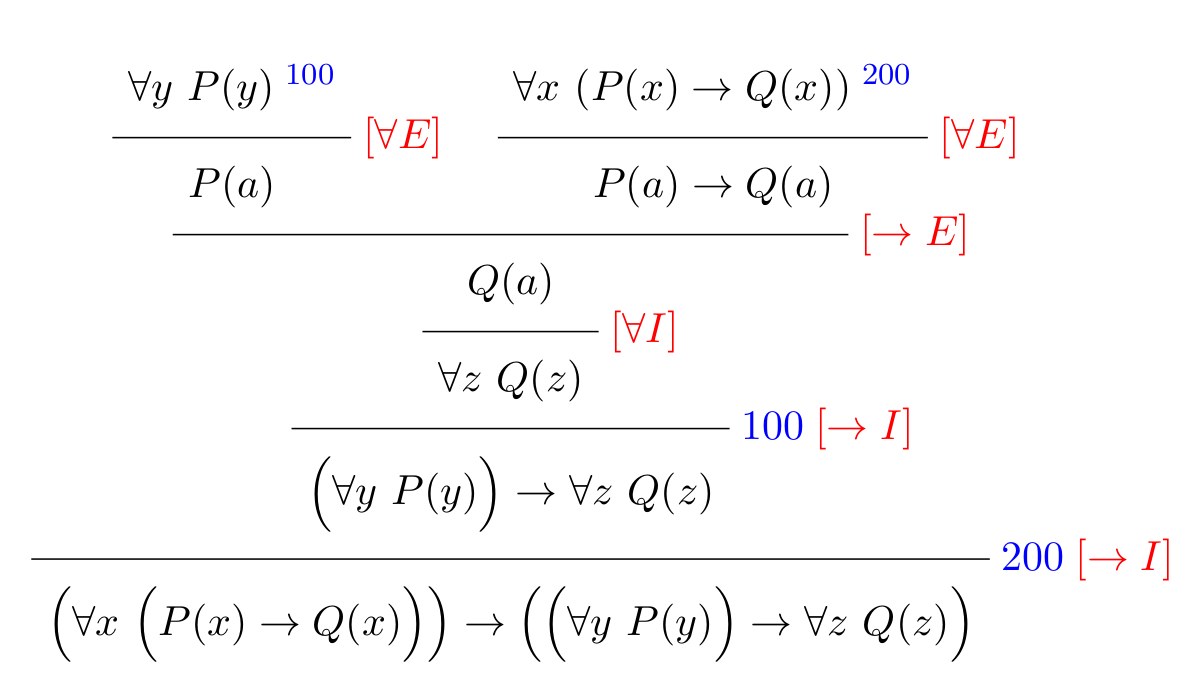 ∀y P(y) 100 ∀x (P(x) → Q(x)) 200
[∀E] [∀E]
P(a) P(a) → Q(a)
[→ E]
Q(a)
[∀I]
∀z Q(z)
100 [→ I]
(∀y P(y)) → ∀z Q(z)
200 [→ I]
(∀x (P(x) → Q(x))) → ((∀y P(y)) → ∀z Q(z))